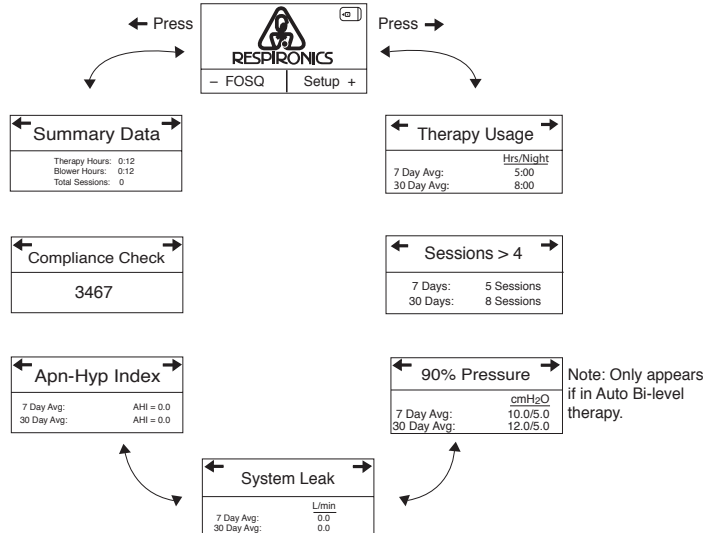 Press
Press
RESPIRONICS
– FOSQ
Setup +
Summary Data
Therapy Hours: 0:12
Blower Hours: 0:12
Total Sessions: 0
Therapy Usage
Hrs/Night
7 Day Avg: 5:00
30 Day Avg: 8:00
Compliance Check
3467
Sessions > 4
7 Days: 5 Sessions
30 Days: 8 Sessions
Apn-Hyp Index
7 Day Avg: AHI = 0.0
30 Day Avg: AHI = 0.0
90% Pressure
cmH2O
7 Day Avg: 10.0/5.0
30 Day Avg: 12.0/5.0
Note: Only appears
if in Auto Bi-level
therapy.
System Leak
L/min
7 Day Avg: 0.0
30 Day Avg: 0.0